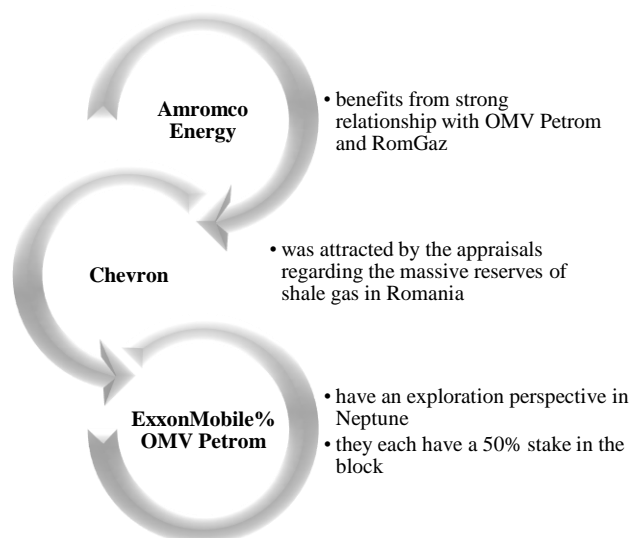 Amromco
Energy
• benefits from strong
relationship with OMV Petrom
and RomGaz
Chevron
• was attracted by the appraisals
regarding the massive reserves of
shale gas in Romania
ExxonMobile%
OMV Petrom
• have an exploration perspective in
Neptune
• they each have a 50% stake in the
block